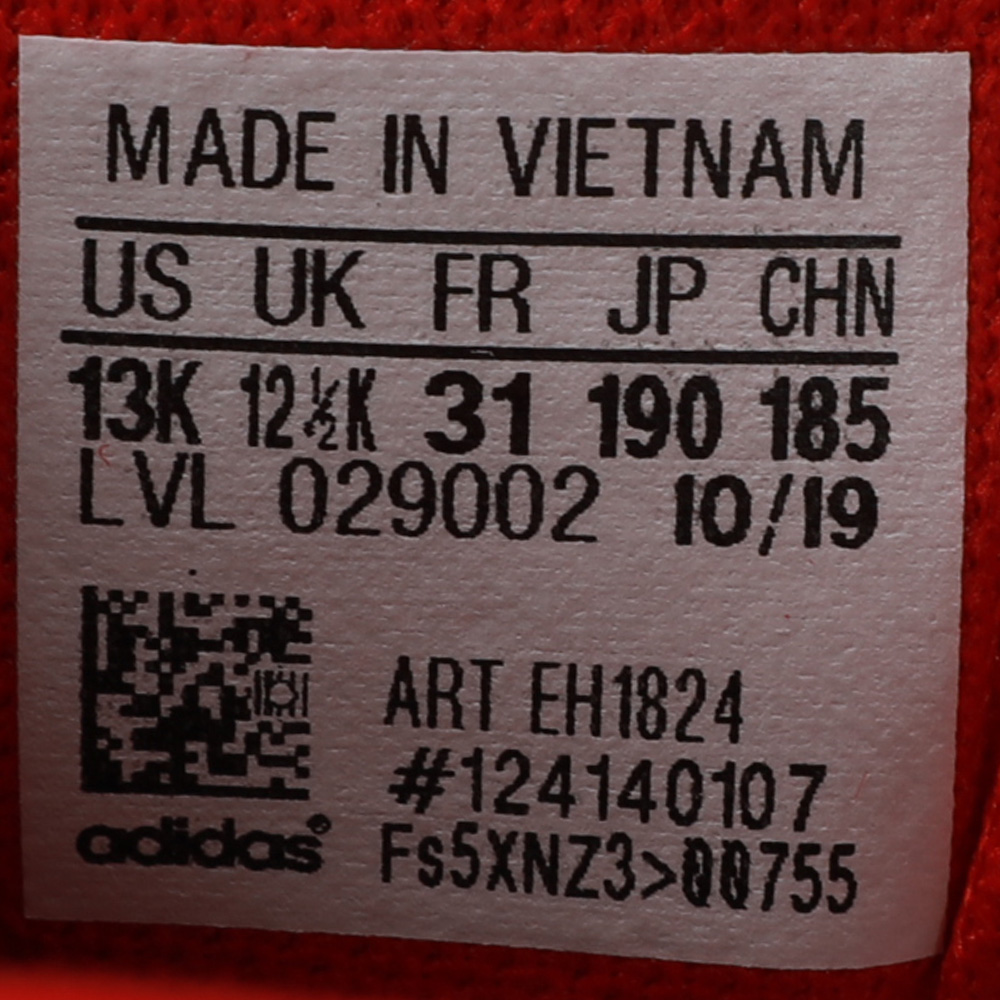 MADE IN VIETNAM
US UK FR JP CHN
13K 12½K 31 190 185
LVL 029002 10/19
ART EH1824
#124140107
adidas®
Fs5XNZ3>00755